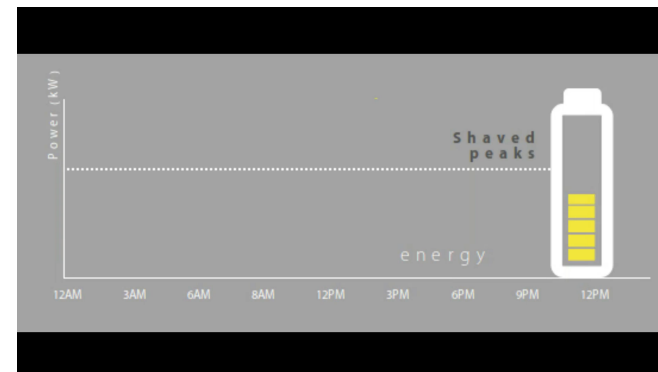 Power (kW)
Shaved
peaks
energy
12AM 3AM 6AM 8AM 12PM 3PM 6PM 9PM 12PM